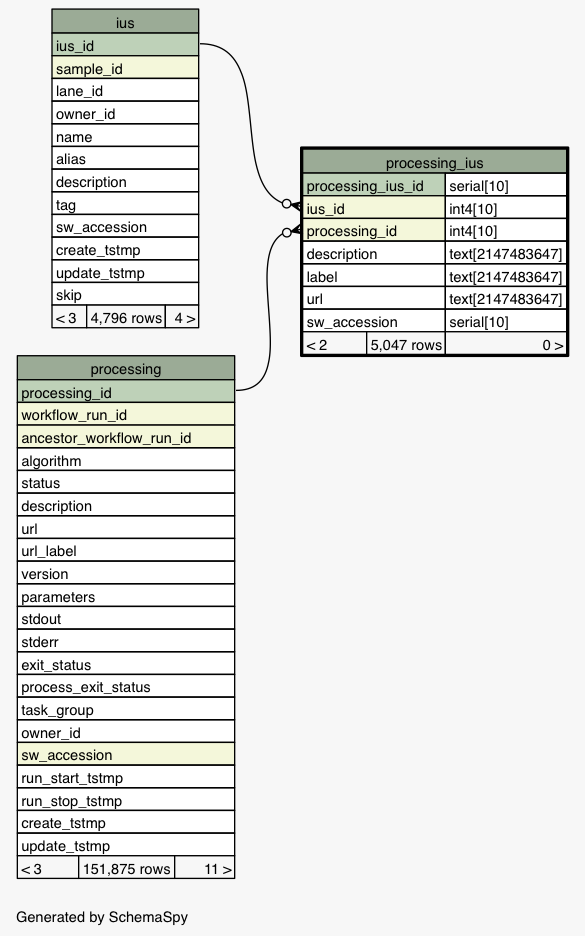 ius
ius_id
sample_id
lane_id
owner_id
name
alias
description
tag
sw_accession
create_tstmp
update_tstmp
skip
< 3 4,796 rows 4 >
processing_ius
processing_ius_id serial[10]
ius_id int4[10]
processing_id int4[10]
description text[2147483647]
label text[2147483647]
url text[2147483647]
sw_accession serial[10]
< 2 5,047 rows 0 >
processing
processing_id
workflow_run_id
ancestor_workflow_run_id
algorithm
status
description
url
url_label
version
parameters
stdout
stderr
exit_status
process_exit_status
task_group
owner_id
sw_accession
run_start_tstmp
run_stop_tstmp
create_tstmp
update_tstmp
< 3 151,875 rows 11 >
Generated by SchemaSpy